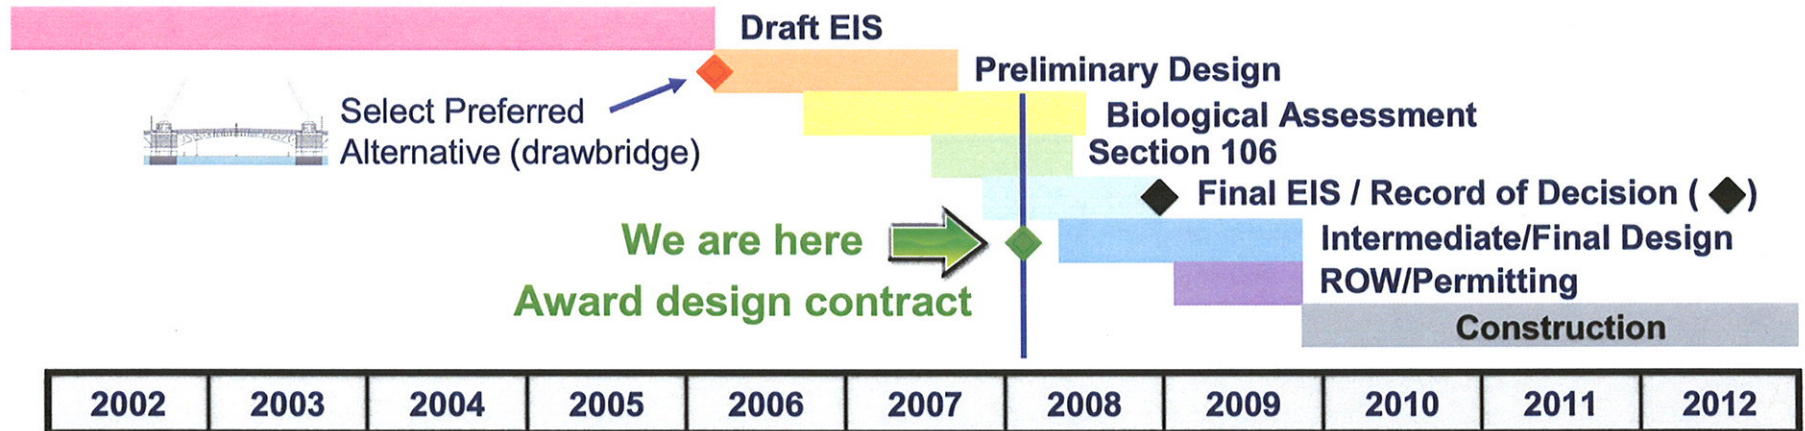 Draft EIS
Preliminary Design
Select Preferred
Alternative (drawbridge)
Biological Assessment
Section 106
Final EIS / Record of Decision ( )
We are here
Intermediate/Final Design
Award design contract
ROW/Permitting
Construction
2002 2003 2004 2005 2006 2007 2008 2009 2010 2011 2012